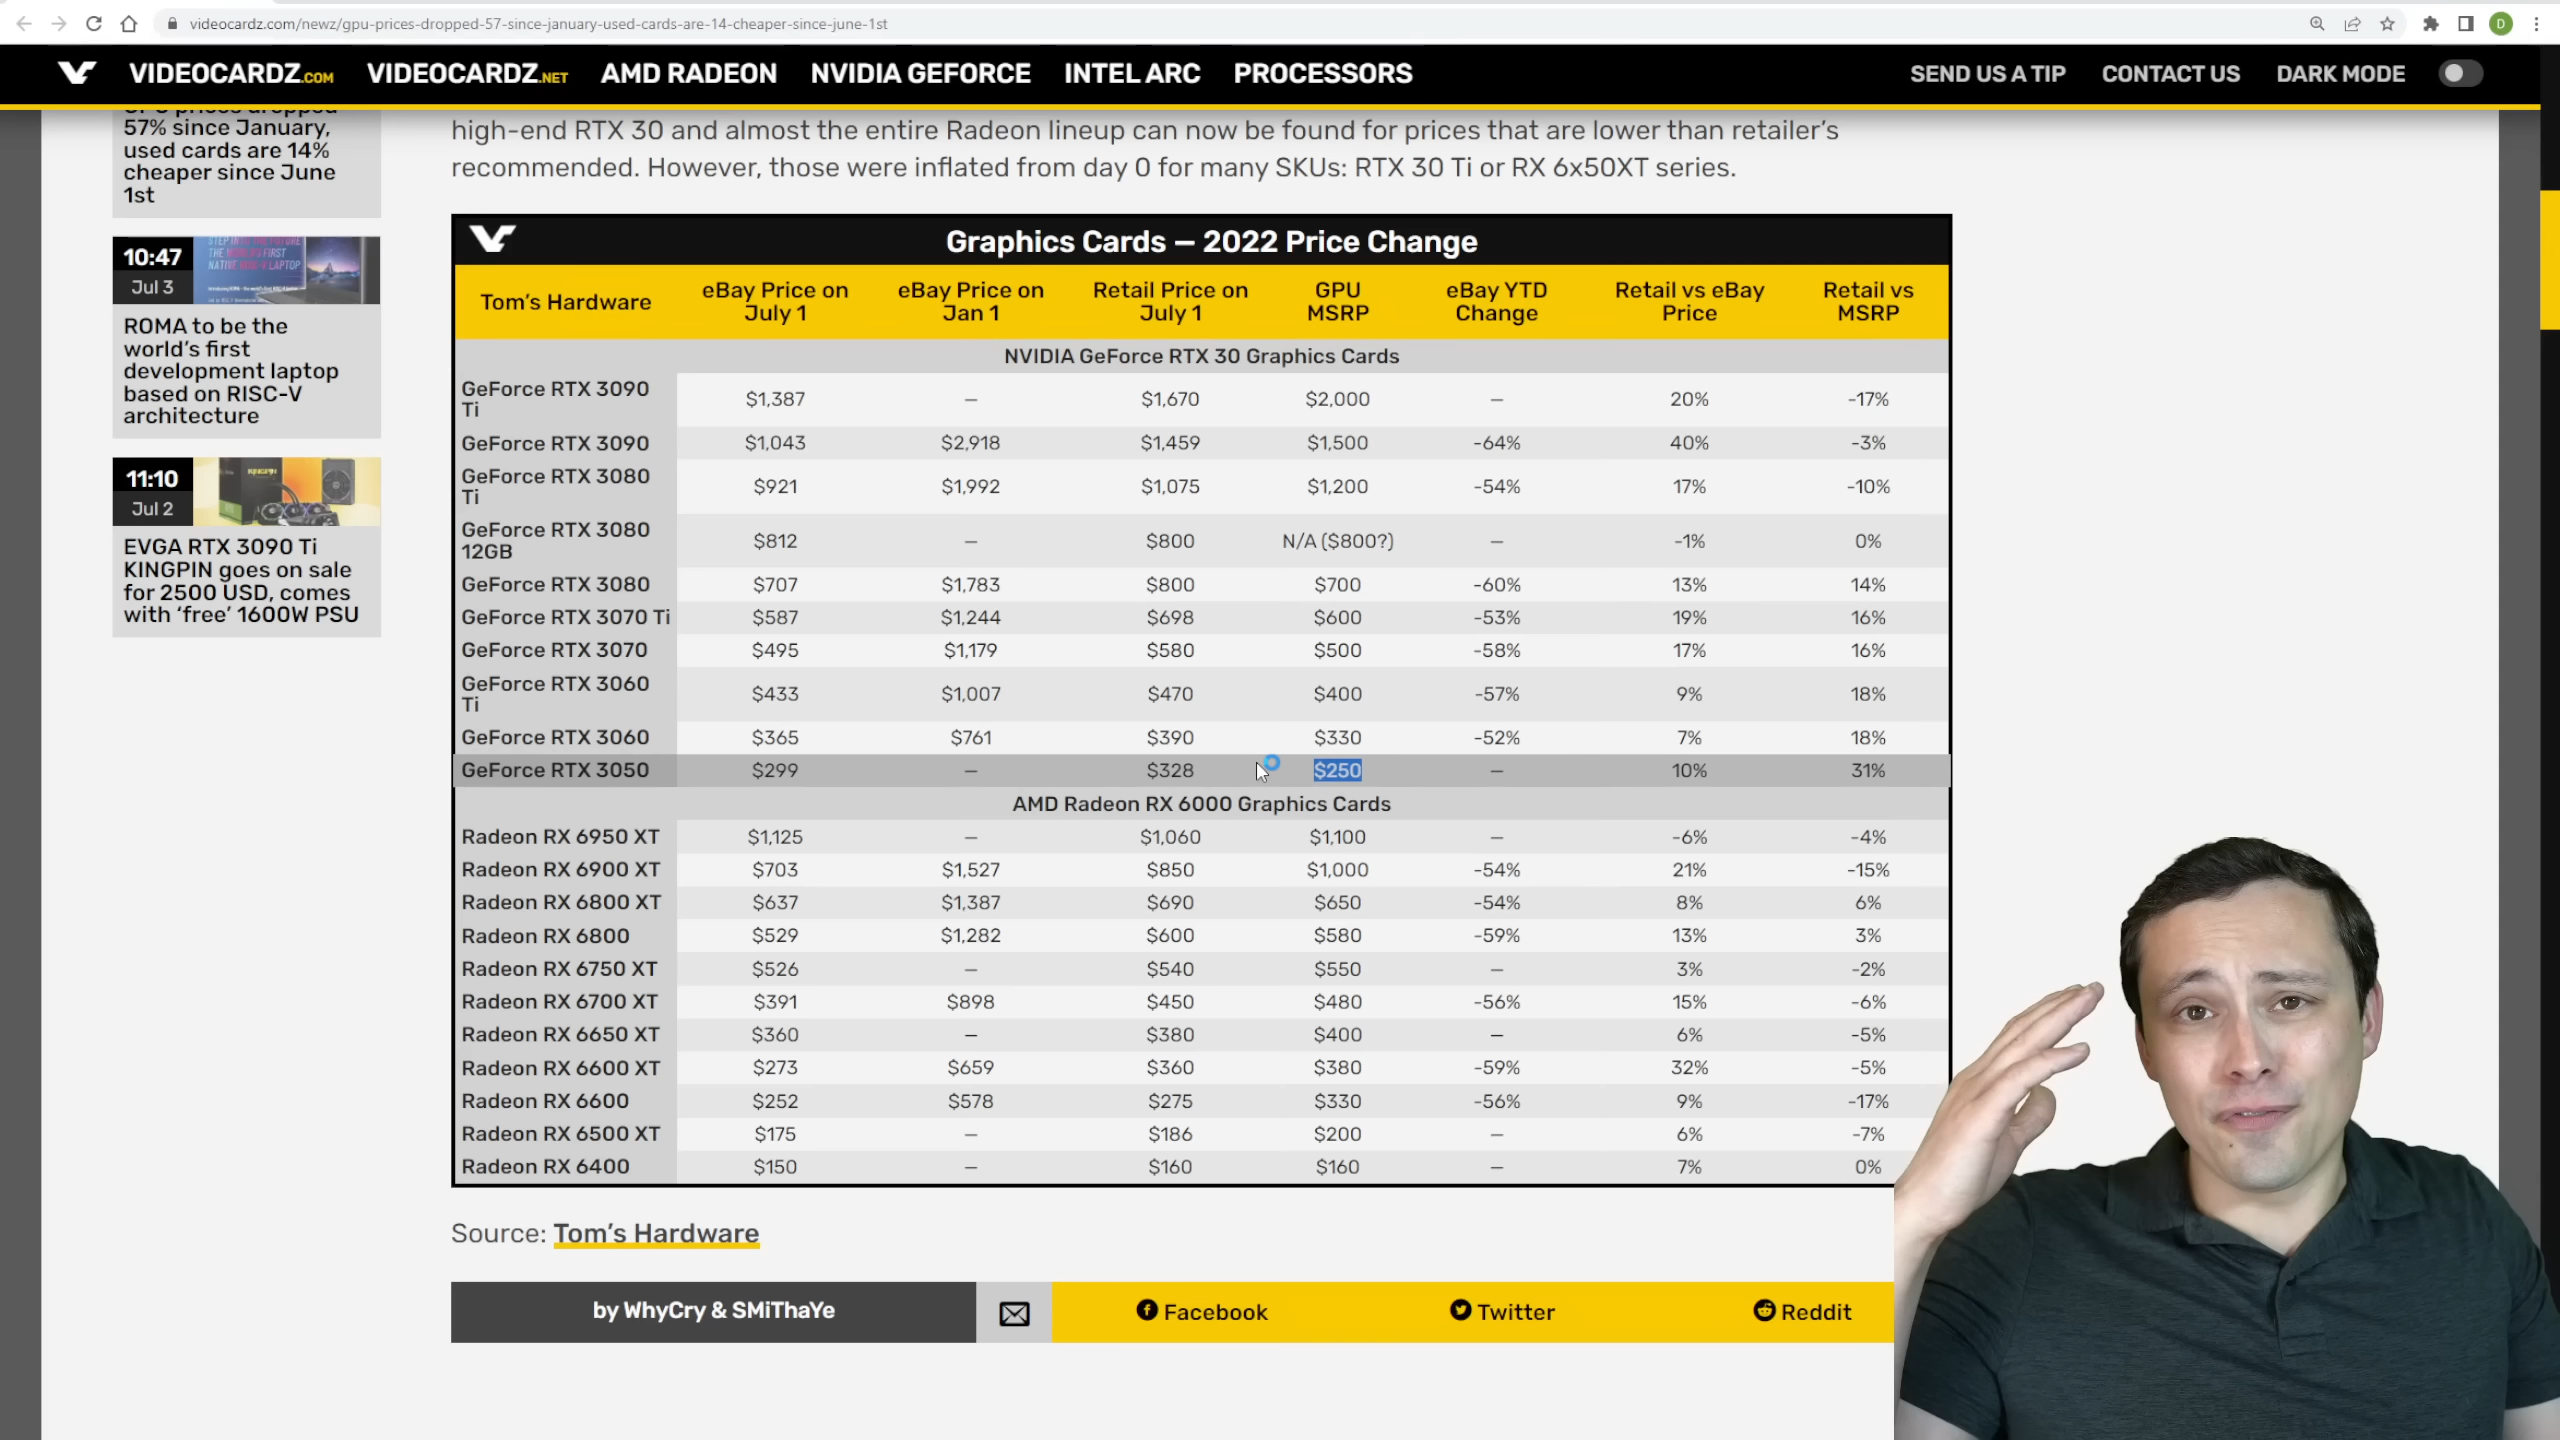 videocardz.com/newz/gpu-prices-dropped-57-since-january-used-cards-are-14-cheaper-since-june-1st
D
VIDEOCARDZ.COM VIDEOCARDZ.NET AMD RADEON NVIDIA GEFORCE INTEL ARC PROCESSORS SEND US A TIP CONTACT US DARK MODE
GPU prices dropped
57% since January,
used cards are 14%
cheaper since June
1st
10:47
Jul 3
ROMA to be the
world's first
development laptop
based on RISC-V
architecture
11:10
Jul 2
EVGA RTX 3090 Ti
KINGPIN goes on sale
for 2500 USD, comes
with ‘free’ 1600W PSU
high-end RTX 30 and almost the entire Radeon lineup can now be found for prices that are lower than retailer’s
recommended. However, those were inflated from day 0 for many SKUs: RTX 30 Ti or RX 6x50XT series.
Graphics Cards — 2022 Price Change
Tom’s Hardware eBay Price on July 1 eBay Price on Jan 1 Retail Price on July 1 GPU MSRP eBay YTD Change Retail vs eBay Price Retail vs MSRP
NVIDIA GeForce RTX 30 Graphics Cards
GeForce RTX 3090 Ti $1,387 — $1,670 $2,000 — 20% -17%
GeForce RTX 3090 $1,043 $2,918 $1,459 $1,500 -64% 40% -3%
GeForce RTX 3080 Ti $921 $1,992 $1,075 $1,200 -54% 17% -10%
GeForce RTX 3080 12GB $812 — $800 N/A ($800?) — -1% 0%
GeForce RTX 3080 $707 $1,783 $800 $700 -60% 13% 14%
GeForce RTX 3070 Ti $587 $1,244 $698 $600 -53% 19% 16%
GeForce RTX 3070 $495 $1,179 $580 $500 -58% 17% 16%
GeForce RTX 3060 Ti $433 $1,007 $470 $400 -57% 9% 18%
GeForce RTX 3060 $365 $761 $390 $330 -52% 7% 18%
GeForce RTX 3050 $299 — $328 $250 — 10% 31%
AMD Radeon RX 6000 Graphics Cards
Radeon RX 6950 XT $1,125 — $1,060 $1,100 — -6% -4%
Radeon RX 6900 XT $703 $1,527 $850 $1,000 -54% 21% -15%
Radeon RX 6800 XT $637 $1,387 $690 $650 -54% 8% 6%
Radeon RX 6800 $529 $1,282 $600 $580 -59% 13% 3%
Radeon RX 6750 XT $526 — $540 $550 — 3% -2%
Radeon RX 6700 XT $391 $898 $450 $480 -56% 15% -6%
Radeon RX 6650 XT $360 — $380 $400 — 6% -5%
Radeon RX 6600 XT $273 $659 $360 $380 -59% 32% -5%
Radeon RX 6600 $252 $578 $275 $330 -56% 9% -17%
Radeon RX 6500 XT $175 — $186 $200 — 6% -7%
Radeon RX 6400 $150 — $160 $160 — 7% 0%
Source: Tom’s Hardware
by WhyCry & SMiThaYe
Facebook
Twitter
Reddit